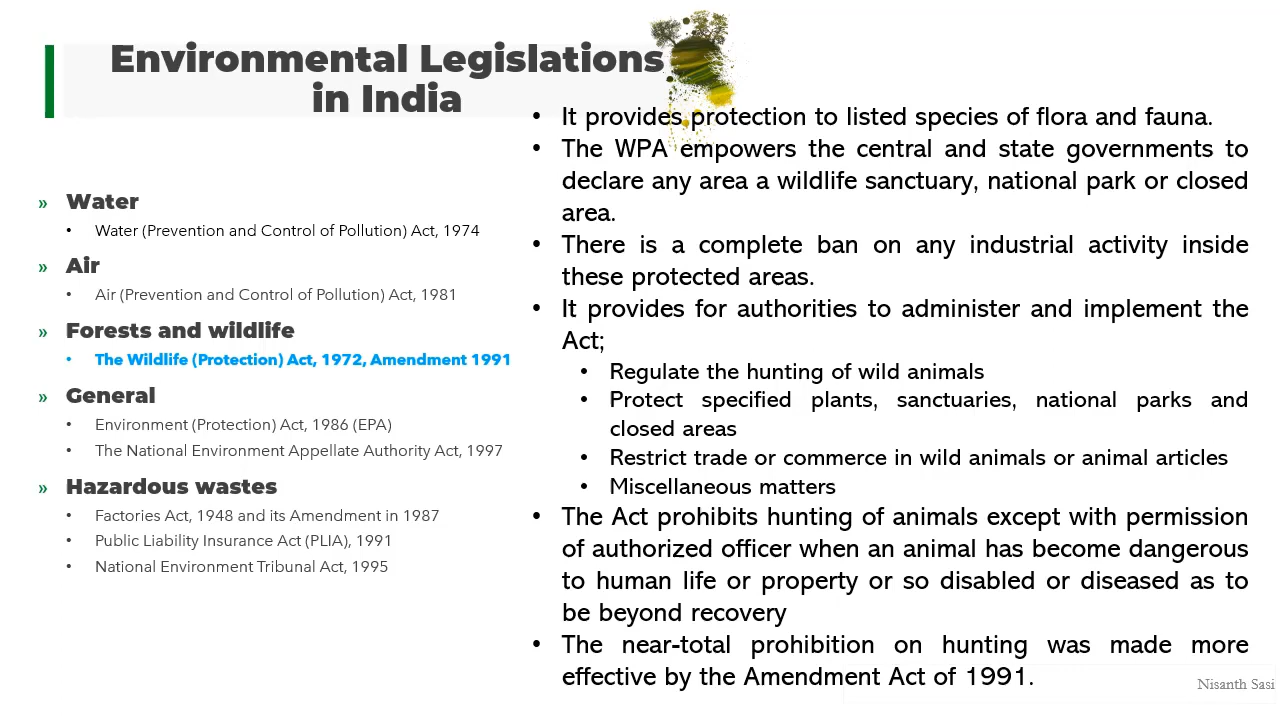 Environmental Legislations
in India
» Water
• Water (Prevention and Control of Pollution) Act, 1974
» Air
• Air (Prevention and Control of Pollution) Act, 1981
» Forests and wildlife
• The Wildlife (Protection) Act, 1972, Amendment 1991
» General
• Environment (Protection) Act, 1986 (EPA)
• The National Environment Appellate Authority Act, 1997
» Hazardous wastes
• Factories Act, 1948 and its Amendment in 1987
• Public Liability Insurance Act (PLIA), 1991
• National Environment Tribunal Act, 1995
• It provides protection to listed species of flora and fauna.
• The WPA empowers the central and state governments to
declare any area a wildlife sanctuary, national park or closed
area.
• There is a complete ban on any industrial activity inside
these protected areas.
• It provides for authorities to administer and implement the
Act;
• Regulate the hunting of wild animals
• Protect specified plants, sanctuaries, national parks and
closed areas
• Restrict trade or commerce in wild animals or animal articles
• Miscellaneous matters
• The Act prohibits hunting of animals except with permission
of authorized officer when an animal has become dangerous
to human life or property or so disabled or diseased as to
be beyond recovery
• The near-total prohibition on hunting was made more
effective by the Amendment Act of 1991.
Nisanth Sasi